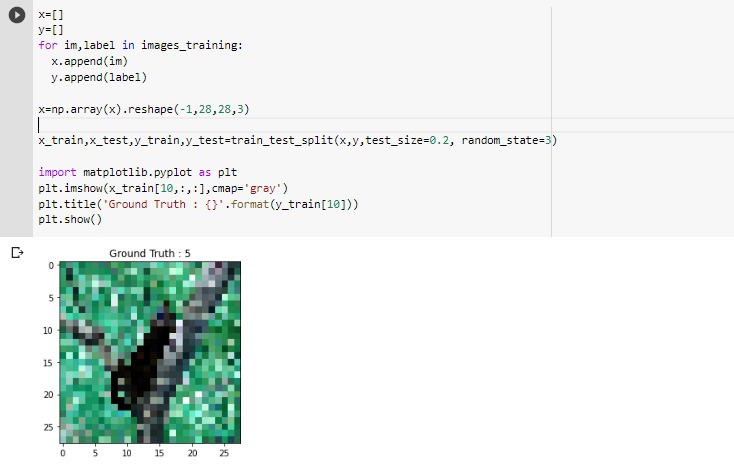 x=[]
y=[]
for im,label in images_training:
  x.append(im)
  y.append(label)
x=np.array(x).reshape(-1,28,28,3)
x_train,x_test,y_train,y_test=train_test_split(x,y,test_size=0.2, random_state=3)
import matplotlib.pyplot as plt
plt.imshow(x_train[10,:,:],cmap='gray')
plt.title('Ground Truth : {}'.format(y_train[10]))
plt.show()
Ground Truth : 5
0
5
10
15
20
25
0 5 10 15 20 25